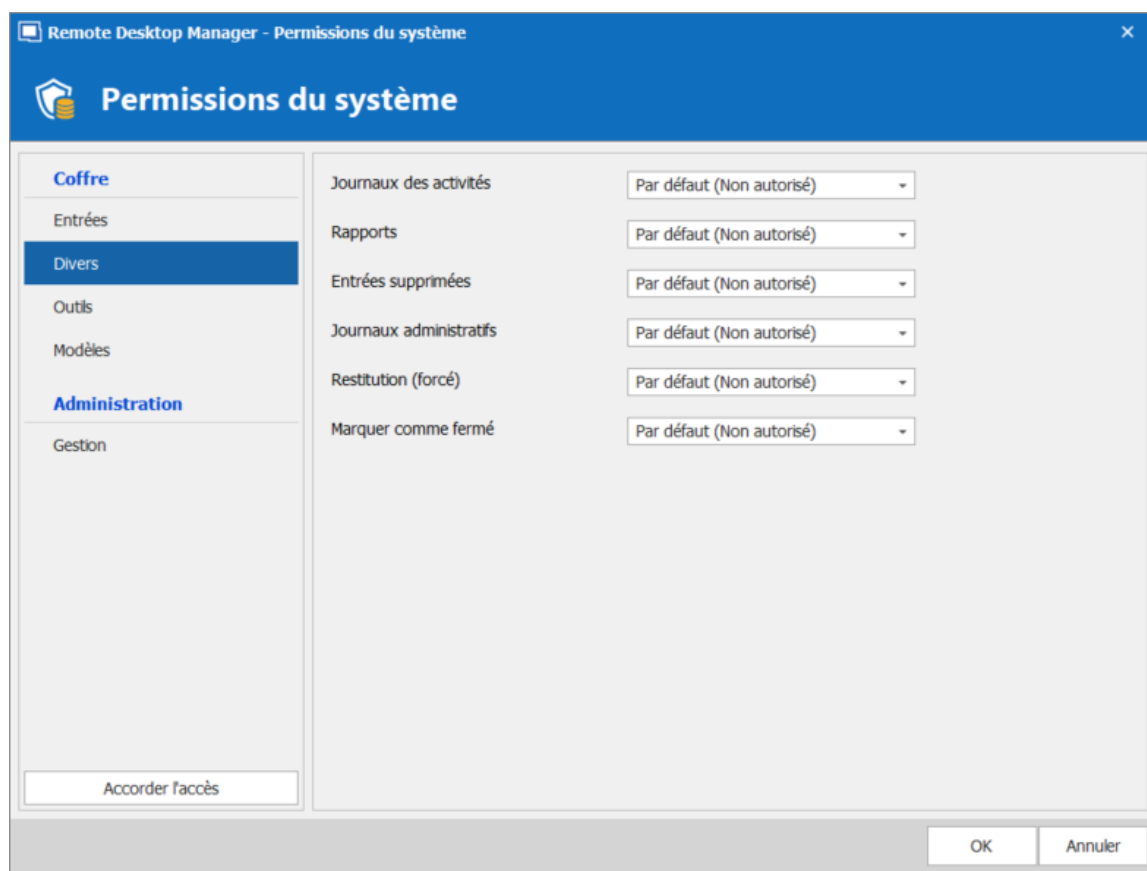 Remote Desktop Manager - Permissions du système
Permissions du système
Coffre
Entrées
Divers
Outils
Modèles
Administration
Gestion
Accorder l'accès
Journaux des activités Par défaut (Non autorisé)
Rapports Par défaut (Non autorisé)
Entrées supprimées Par défaut (Non autorisé)
Journaux administratifs Par défaut (Non autorisé)
Restitution (forcé) Par défaut (Non autorisé)
Marquer comme fermé Par défaut (Non autorisé)
OK Annuler